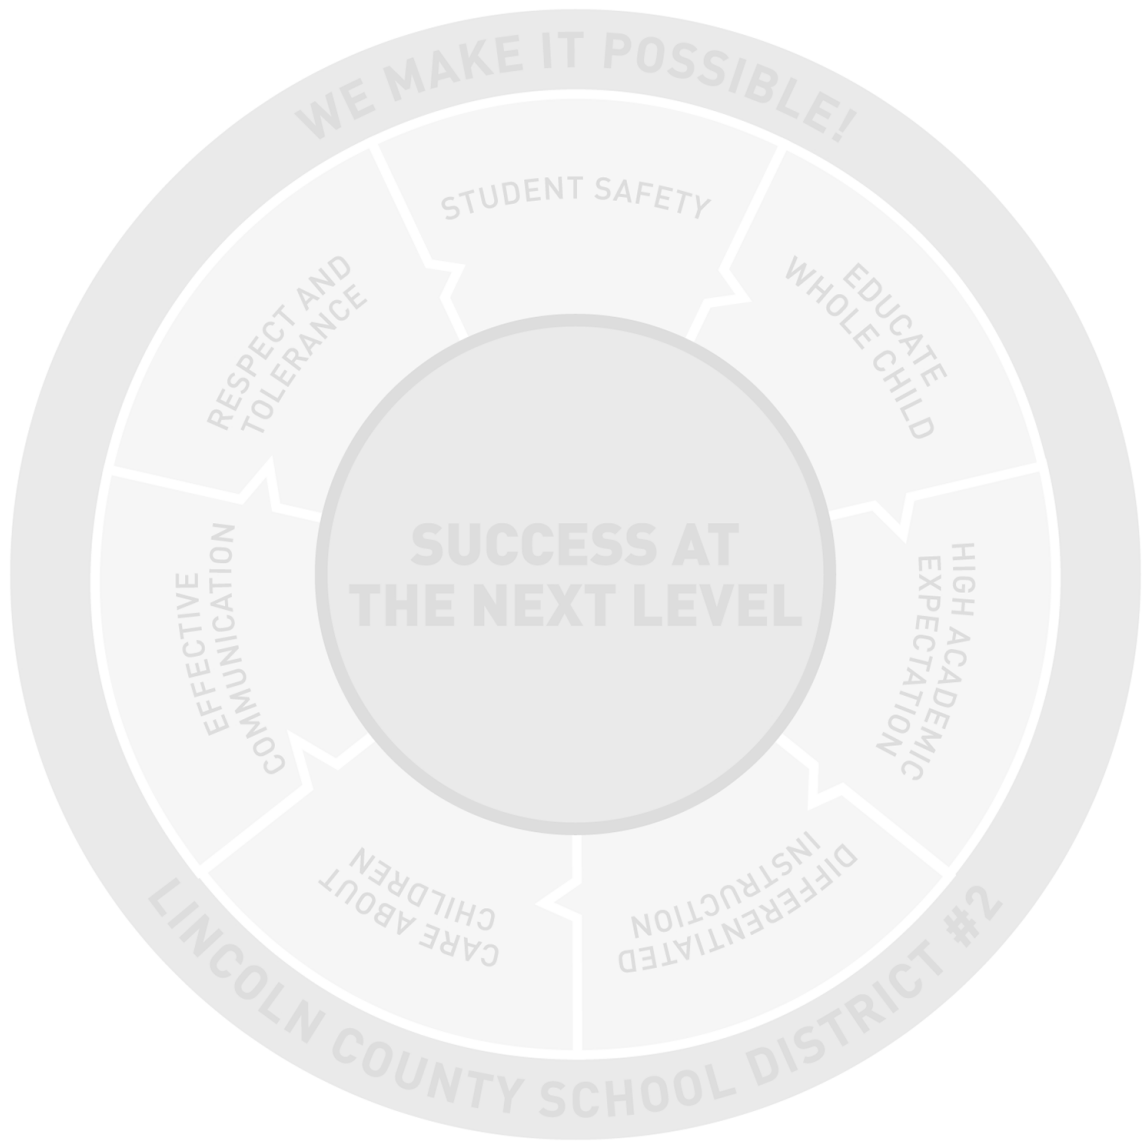 WE MAKE IT POSSIBLE!
STUDENT SAFETY
EDUCATE
WHOLE CHILD
HIGH ACADEMIC
EXPECTATION
DIFFERENTIATED
INSTRUCTION
CARE ABOUT
CHILDREN
EFFECTIVE
COMMUNICATION
RESPECT AND
TOLERANCE
SUCCESS AT
THE NEXT LEVEL
LINCOLN COUNTY SCHOOL DISTRICT #2